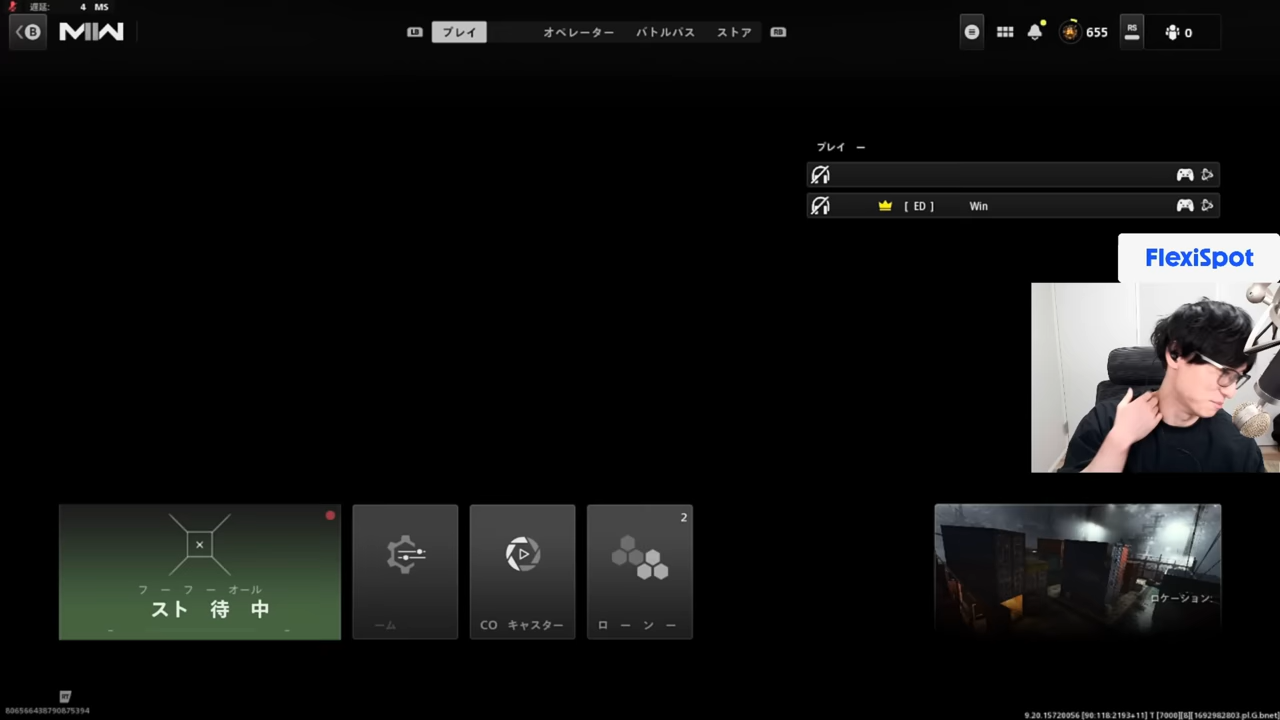 遅延: 4 MS
B MW LB プレイ オペレーター バトルパス ストア RB 655 RS 0
プレイ ー
[ ED ] Win
FlexiSpot
2
フ ー フ ー オール
スト 待 中
ーム
CO キャスター
ロ ー ン ー
ロケーション:
RT
806566438790875394
9.20.15720056 [90:118:2193+11] T [7000][8][1692982803.pl.G.bnet]